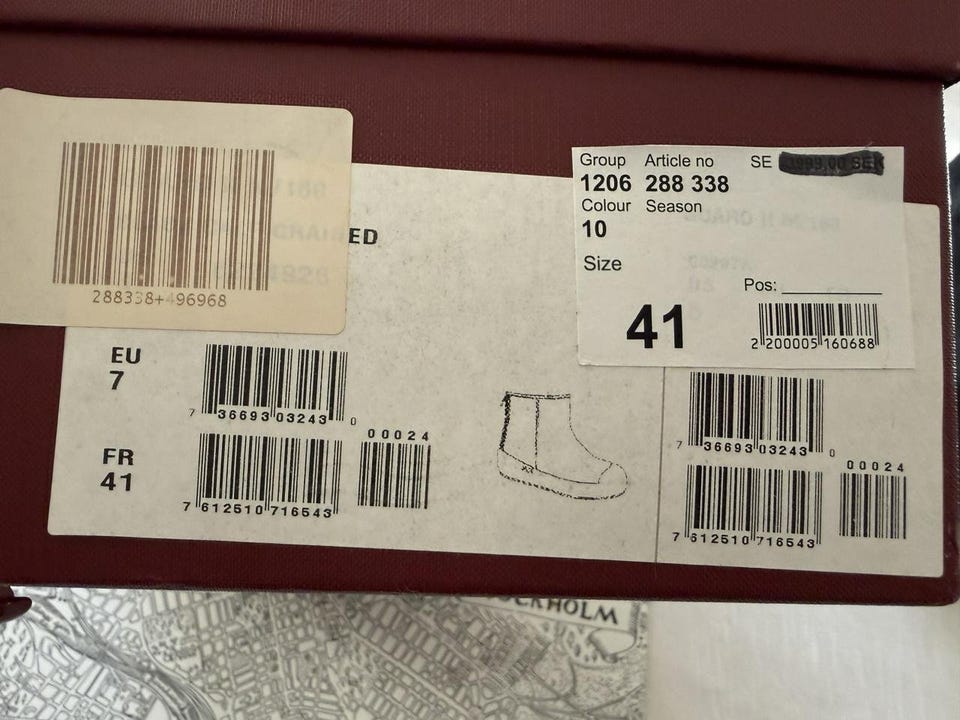 288338+496968
ED
EU
7
7 36693 03243 0
FR
41
7 612510 716543
00024
Group Article no SE
1206 288 338
Colour Season
10
Size
Pos:
41
2 200005 160688
7 36693 03243 0
00024
7 612510 716543